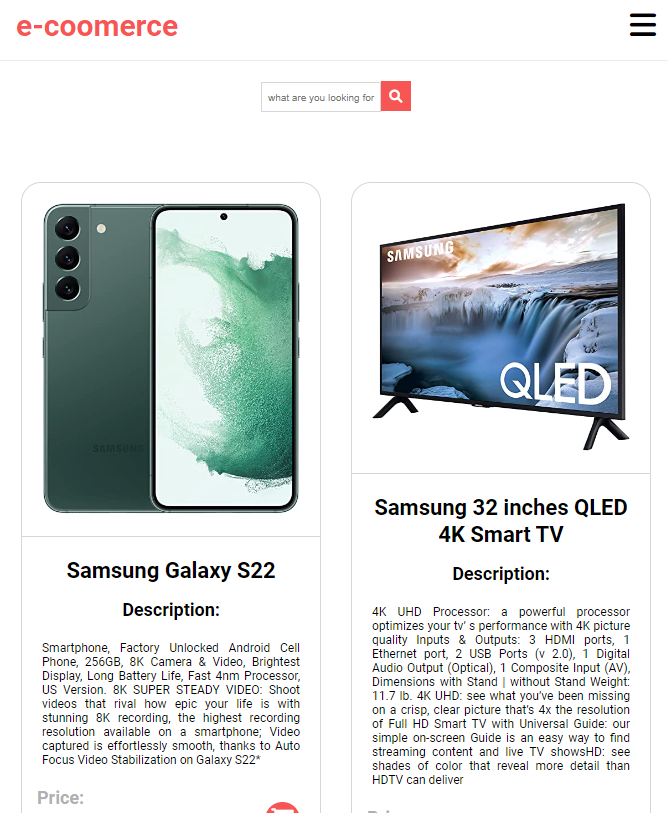 e-coomerce
what are you looking for
SAMSUNG
Samsung Galaxy S22
Description:
Smartphone, Factory Unlocked Android Cell
Phone, 256GB, 8K Camera & Video, Brightest
Display, Long Battery Life, Fast 4nm Processor,
US Version. 8K SUPER STEADY VIDEO: Shoot
videos that rival how epic your life is with
stunning 8K recording, the highest recording
resolution available on a smartphone; Video
captured is effortlessly smooth, thanks to Auto
Focus Video Stabilization on Galaxy S22*
Price:
SAMSUNG
QLED
Samsung 32 inches QLED
4K Smart TV
Description:
4K UHD Processor: a powerful processor
optimizes your tv' s performance with 4K picture
quality Inputs & Outputs: 3 HDMI ports, 1
Ethernet port, 2 USB Ports (v 2.0), 1 Digital
Audio Output (Optical), 1 Composite Input (AV),
Dimensions with Stand | without Stand Weight:
11.7 lb. 4K UHD: see what you've been missing
on a crisp, clear picture that's 4x the resolution
of Full HD Smart TV with Universal Guide: our
simple on-screen Guide is an easy way to find
streaming content and live TV showsHD: see
shades of color that reveal more detail than
HDTV can deliver